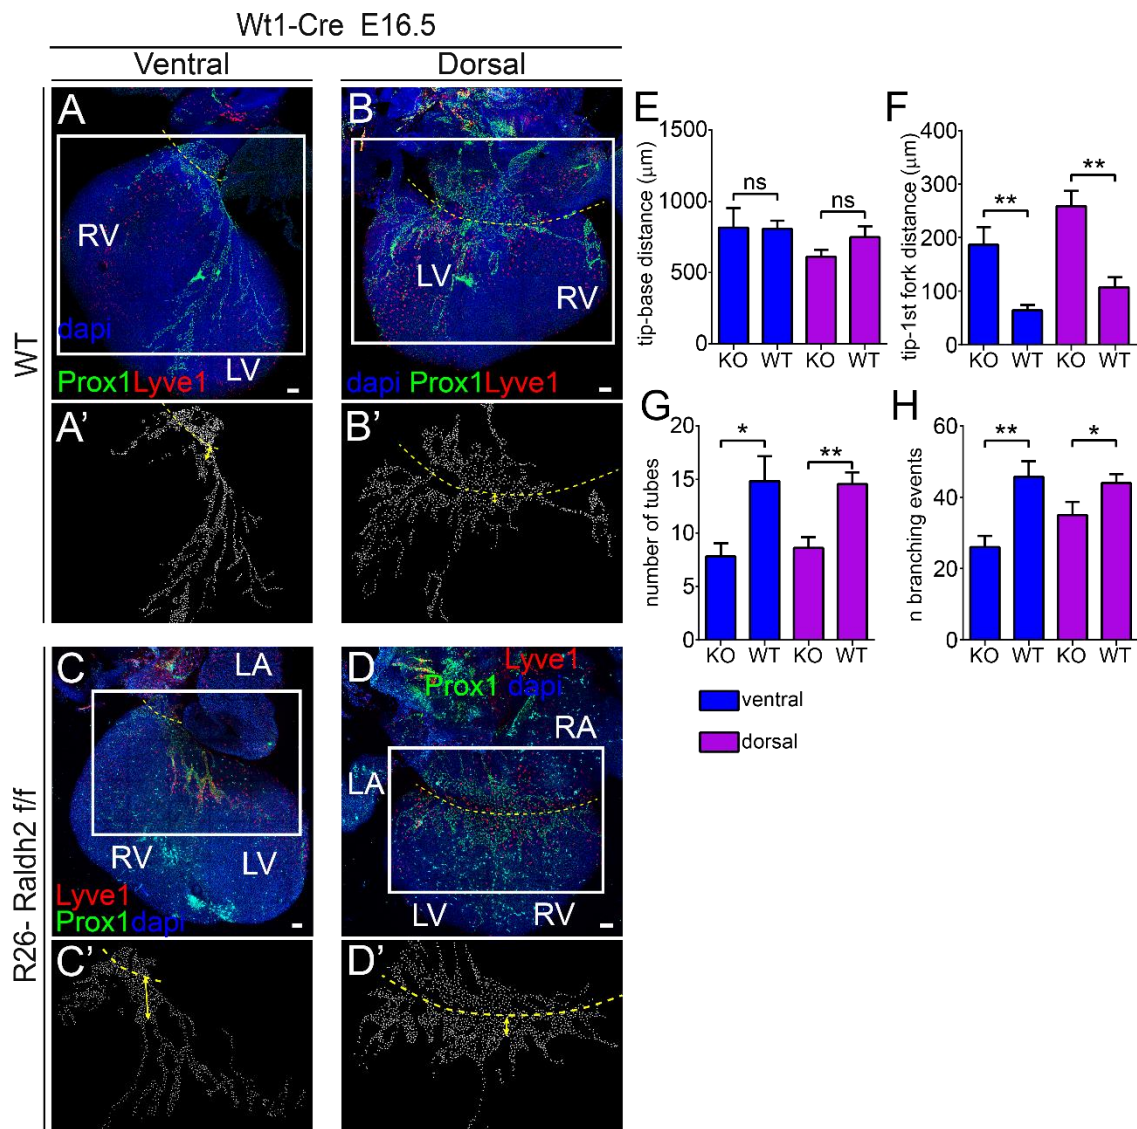 Wt1-Cre E16.5
Ventral
Dorsal
WT
A
RV
dapi
LV
Prox1Lyve1
B
LV
RV
dapi Prox1Lyve1
A'
B'
R26- Raldh2 f/f
C
LA
RV
LV
Lyve1
Prox1dapi
D
Lyve1
Prox1 dapi
RA
LA
LV
RV
C'
D'
E
tip-base distance (µm)
1500
1000
500
0
ns
ns
KO WT KO WT
F
tip-1st fork distance (µm)
400
300
200
100
0
**
**
KO WT KO WT
G
number of tubes
20
15
10
5
0
*
**
KO WT KO WT
H
n branching events
60
40
20
0
**
*
KO WT KO WT
ventral
dorsal